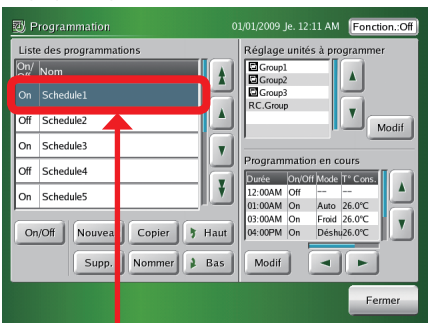 Programmation
01/01/2009 Je. 12:11 AM
Fonction.:Off
Liste des programmations
On/Off Nom
On Schedule1
Off Schedule2
On Schedule3
Off Schedule4
On Schedule5
On/Off
Nouveau
Copier
Haut
Supp.
Nommer
Bas
Réglage unités à programmer
Group1
Group2
Group3
R.C.Group
Modif
Programmation en cours
Durée On/Off Mode T° Cons.
12:00AM Off -- --
01:00AM On Auto 26.0°C
03:00AM On Froid 26.0°C
04:00PM On Déshu 26.0°C
Modif
Fermer